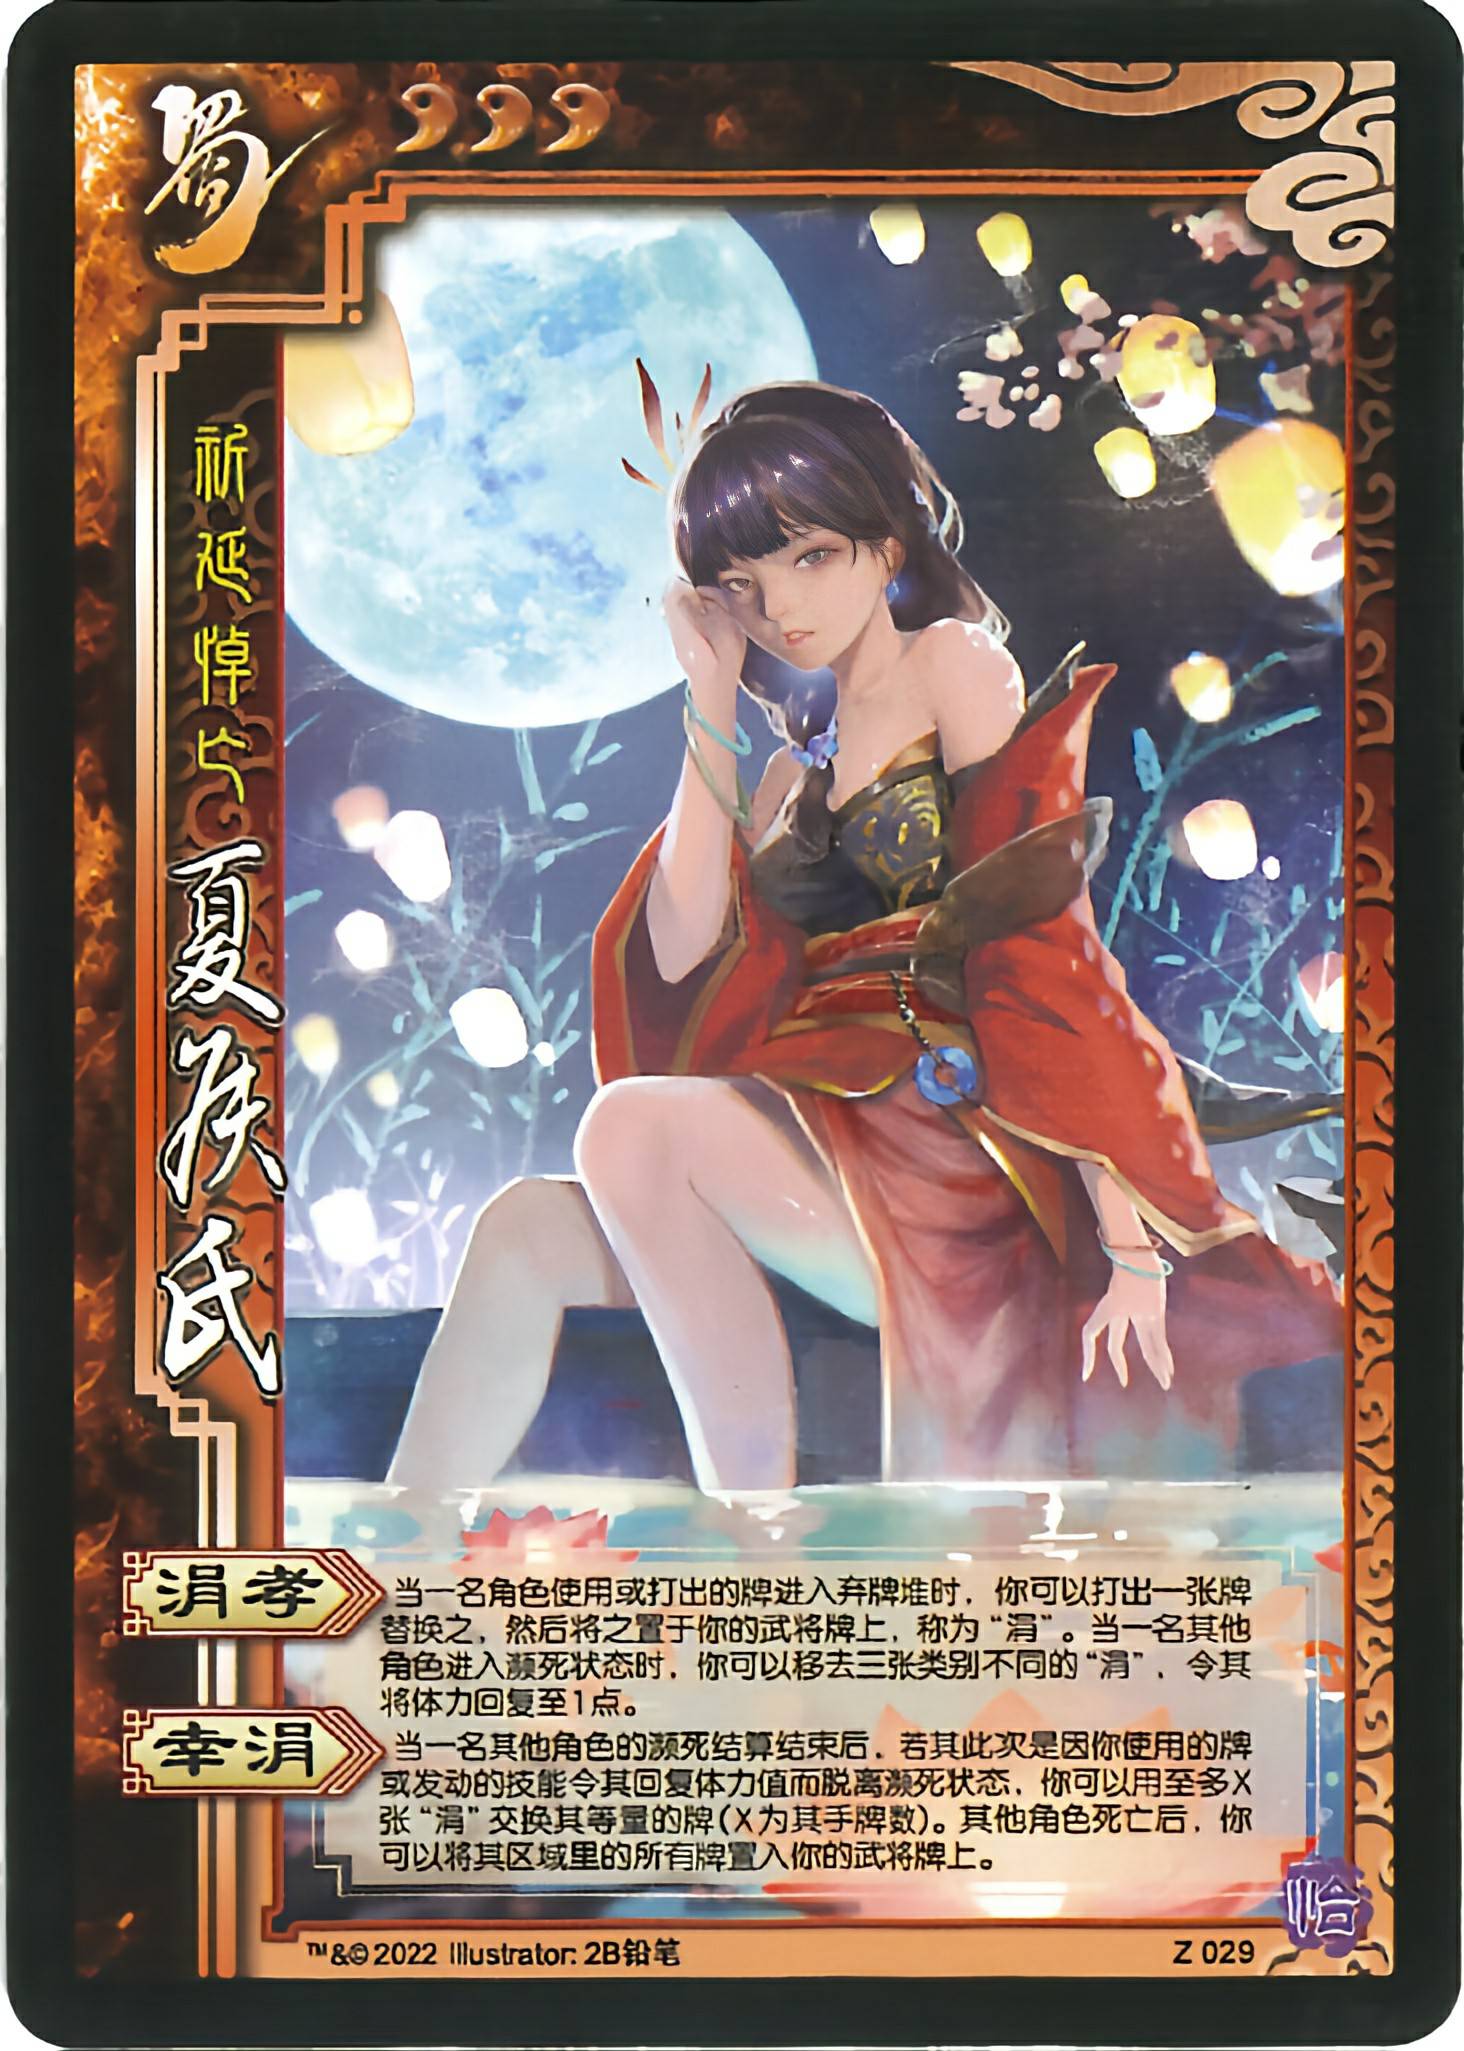 蜀
祈延悼亡
夏侯氏
涓孝
当一名角色使用或打出的牌进入弃牌堆时，你可以打出一张牌
替换之，然后将之置于你的武将牌上，称为“涓”。当一名其他
角色进入濒死状态时，你可以移去三张类别不同的“涓”，令其
将体力回复至1点。
幸涓
当一名其他角色的濒死结算结束后，若其此次是因你使用的牌
或发动的技能令其回复体力值而脱离濒死状态，你可以用至多X
张“涓”交换其等量的牌(X为其手牌数)。其他角色死亡后，你
可以将其区域里的所有牌置入你的武将牌上。
™&© 2022 Illustrator: 2B铅笔
Z 029
怡